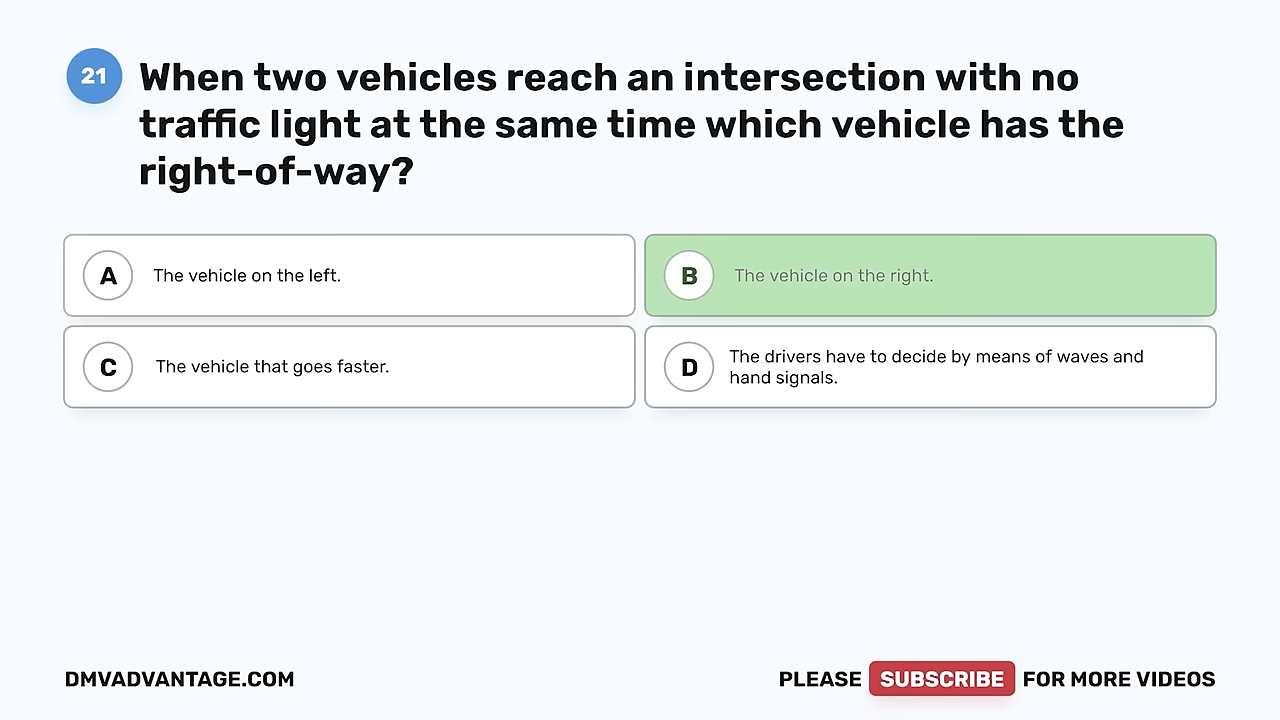 21
When two vehicles reach an intersection with no
traffic light at the same time which vehicle has the
right-of-way?
A The vehicle on the left.
B The vehicle on the right.
C The vehicle that goes faster.
D The drivers have to decide by means of waves and
hand signals.
DMVADVANTAGE.COM
PLEASE SUBSCRIBE FOR MORE VIDEOS